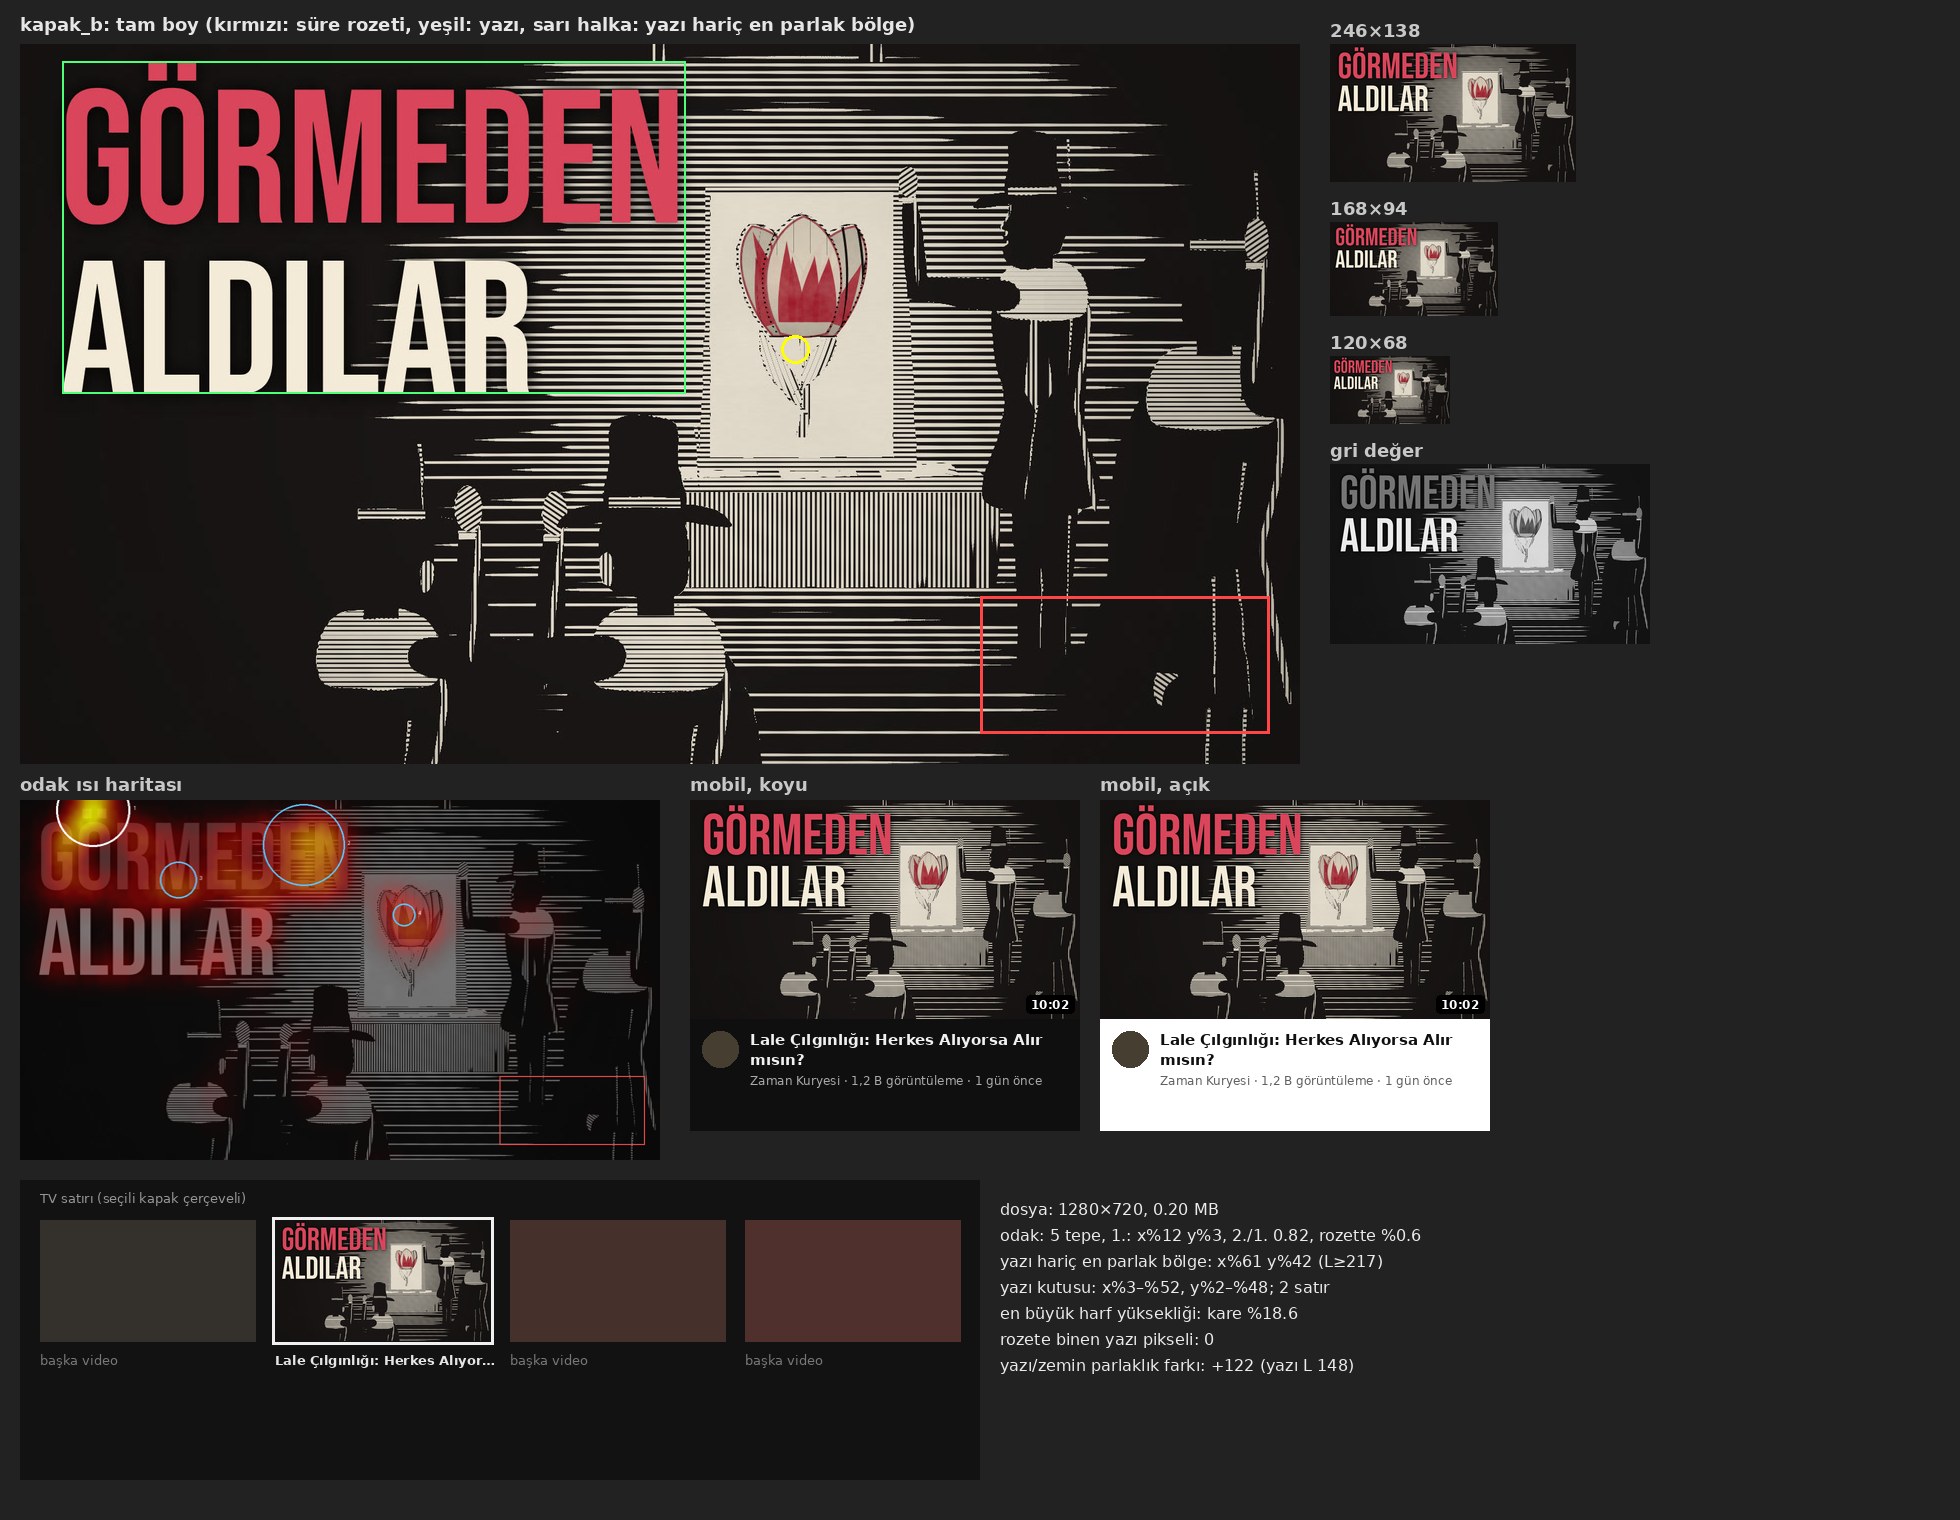 kapak_b: tam boy (kırmızı: süre rozeti, yeşil: yazı, sarı halka: yazı hariç en parlak bölge)
GÖRMEDEN
ALDILAR
246×138
GÖRMEDEN
ALDILAR
168×94
GÖRMEDEN
ALDILAR
120×68
GÖRMEDEN
ALDILAR
gri değer
GÖRMEDEN
ALDILAR
odak ısı haritası
GÖRMEDEN
ALDILAR
mobil, koyu
GÖRMEDEN
ALDILAR
10:02
Lale Çılgınlığı: Herkes Alıyorsa Alır
mısın?
Zaman Kuryesi · 1,2 B görüntüleme · 1 gün önce
mobil, açık
GÖRMEDEN
ALDILAR
10:02
Lale Çılgınlığı: Herkes Alıyorsa Alır
mısın?
Zaman Kuryesi · 1,2 B görüntüleme · 1 gün önce
TV satırı (seçili kapak çerçeveli)
GÖRMEDEN
ALDILAR
başka video
Lale Çılgınlığı: Herkes Alıyor...
başka video
başka video
dosya: 1280×720, 0.20 MB
odak: 5 tepe, 1.: x%12 y%3, 2./1. 0.82, rozette %0.6
yazı hariç en parlak bölge: x%61 y%42 (L≥217)
yazı kutusu: x%3–%52, y%2–%48; 2 satır
en büyük harf yüksekliği: kare %18.6
rozete binen yazı pikseli: 0
yazı/zemin parlaklık farkı: +122 (yazı L 148)